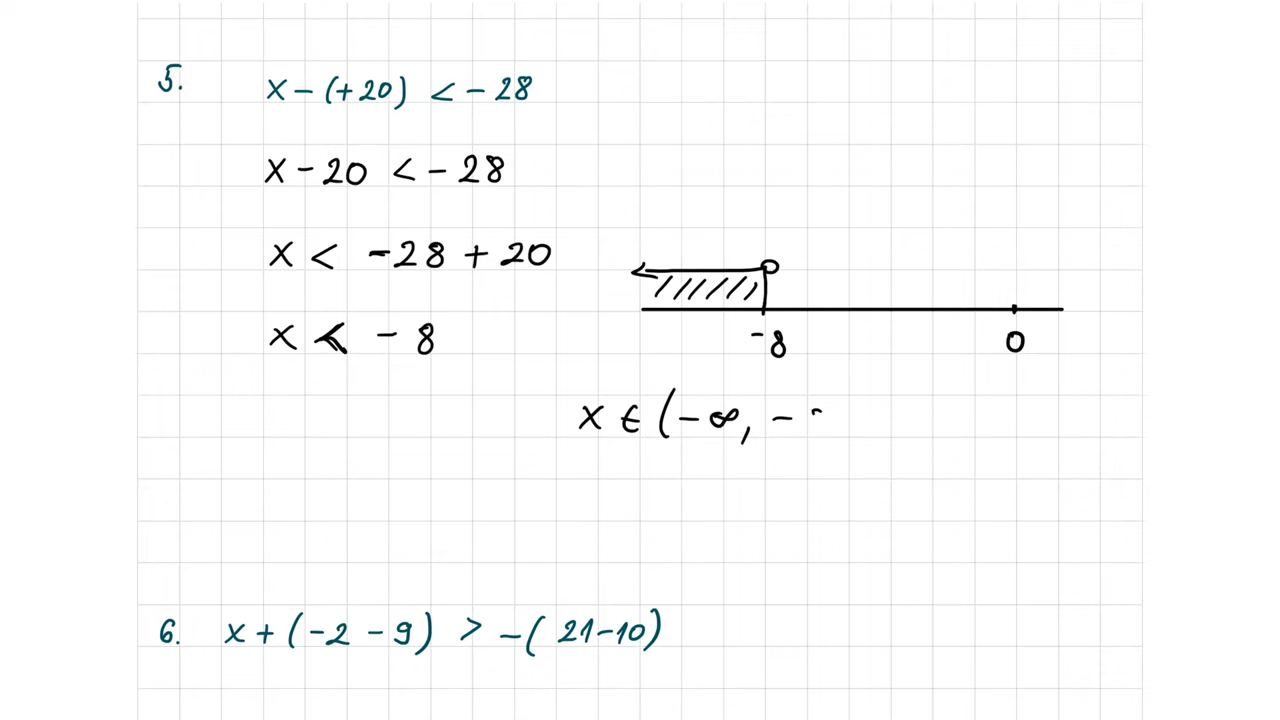 5. x - (+20) < -28
x - 20 < -28
x < -28 + 20
x < -8
-8 0
x ∈ (-∞, -
6. x + (-2 - 9) > -(21-10)